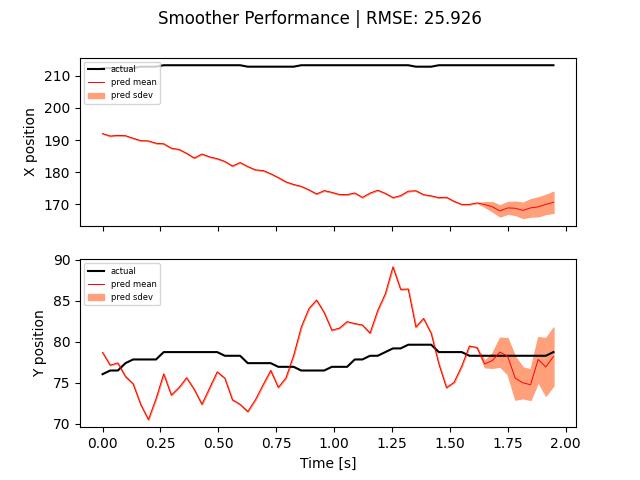 Smoother Performance | RMSE: 25.926
actual
pred mean
pred sdev
X position
210
200
190
180
170
actual
pred mean
pred sdev
Y position
90
85
80
75
70
0.00 0.25 0.50 0.75 1.00 1.25 1.50 1.75 2.00
Time [s]